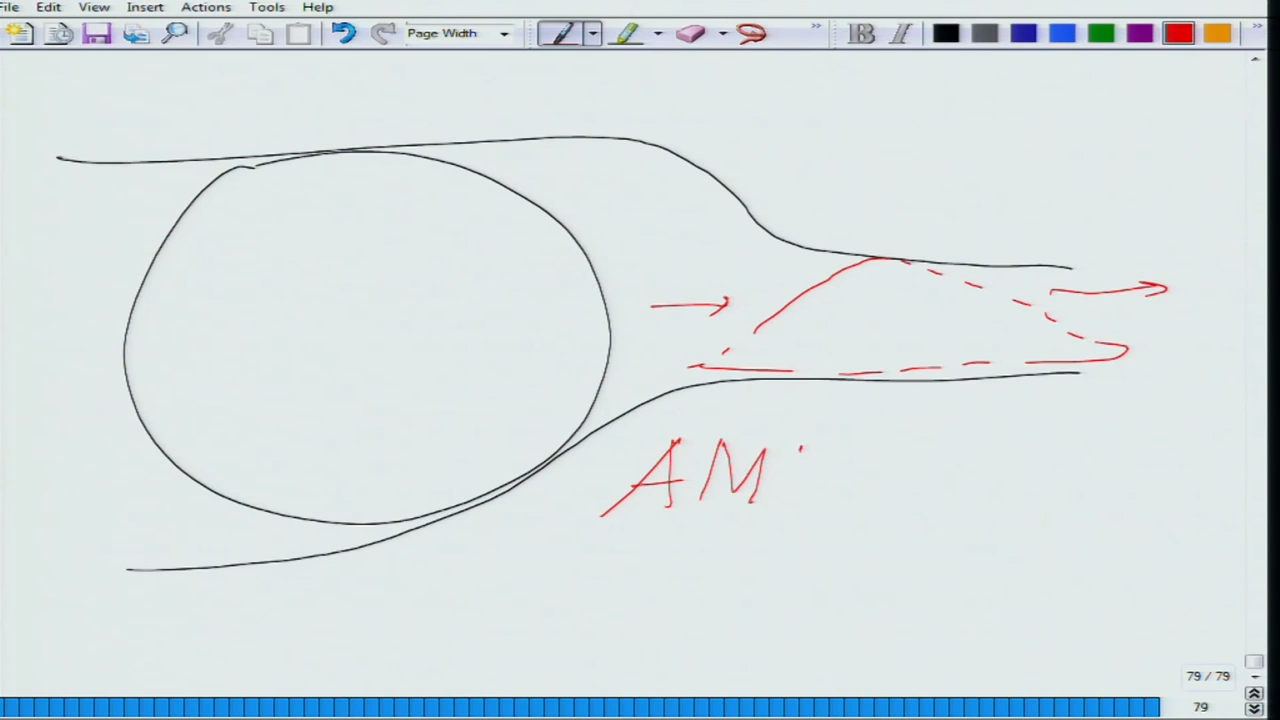 File Edit View Insert Actions Tools Help
Page Width B I
AM
79 / 79
79